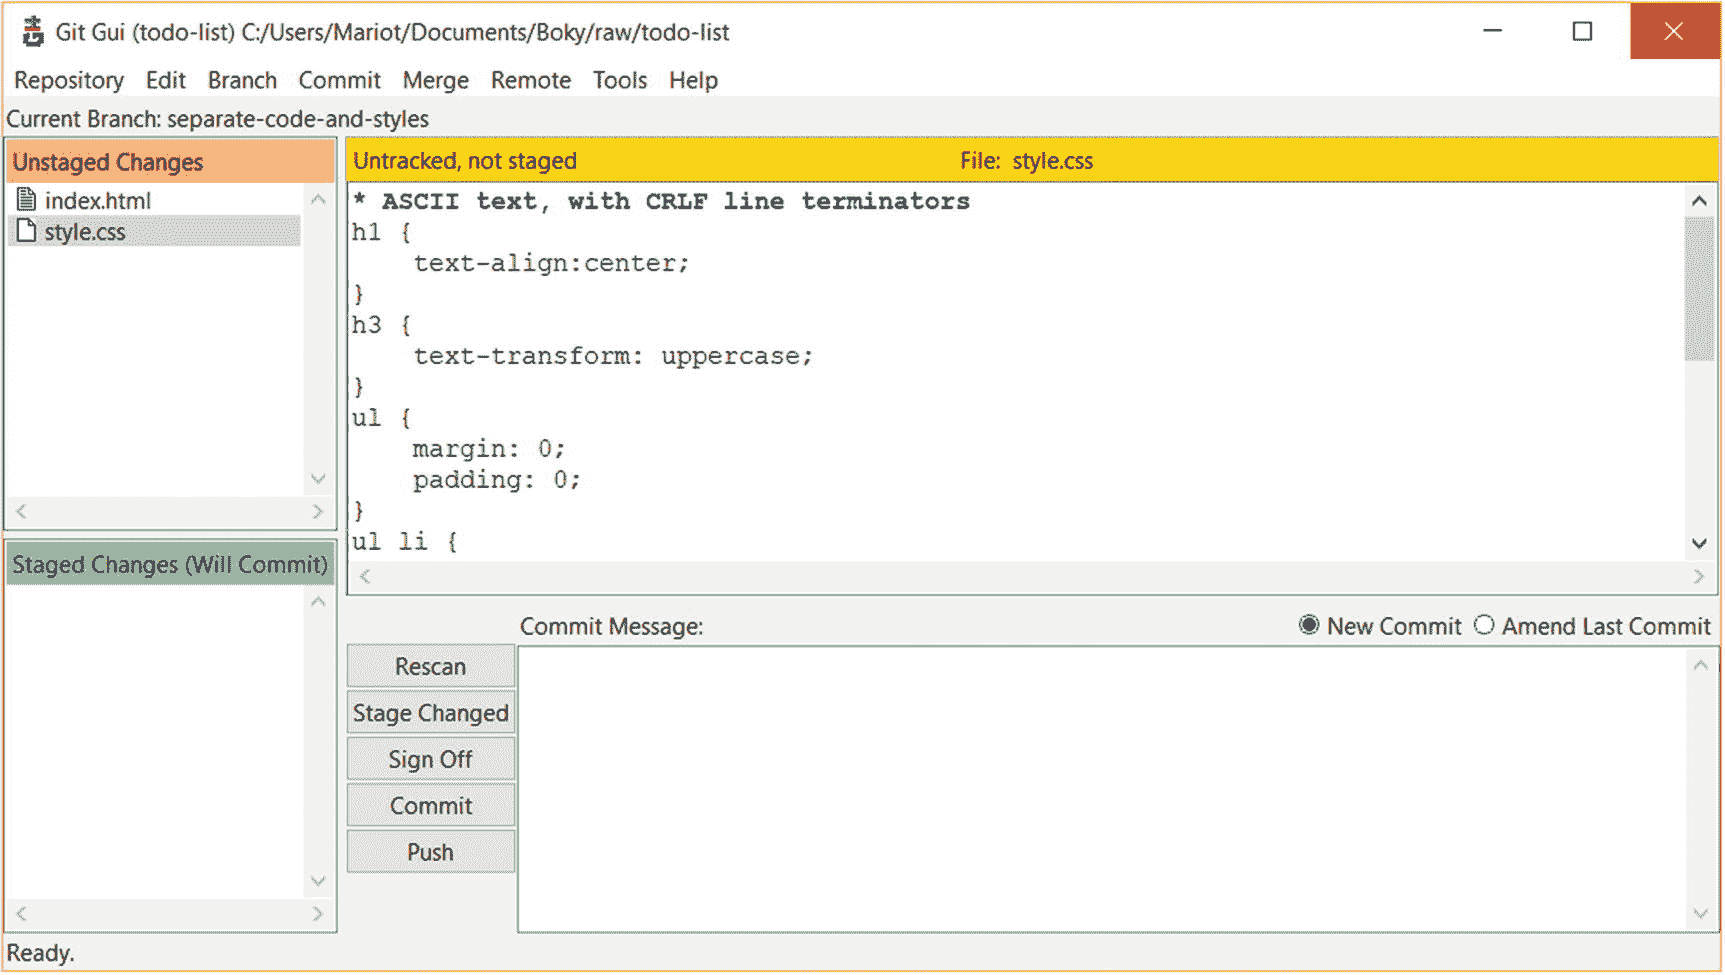 Git Gui (todo-list) C:/Users/Mariot/Documents/Boky/raw/todo-list
Repository Edit Branch Commit Merge Remote Tools Help
Current Branch: separate-code-and-styles
Unstaged Changes
index.html
style.css
Staged Changes (Will Commit)
Untracked, not staged File: style.css
* ASCII text, with CRLF line terminators
h1 {
    text-align:center;
}
h3 {
    text-transform: uppercase;
}
ul {
    margin: 0;
    padding: 0;
}
ul li {
Commit Message: New Commit Amend Last Commit
Rescan
Stage Changed
Sign Off
Commit
Push
Ready.